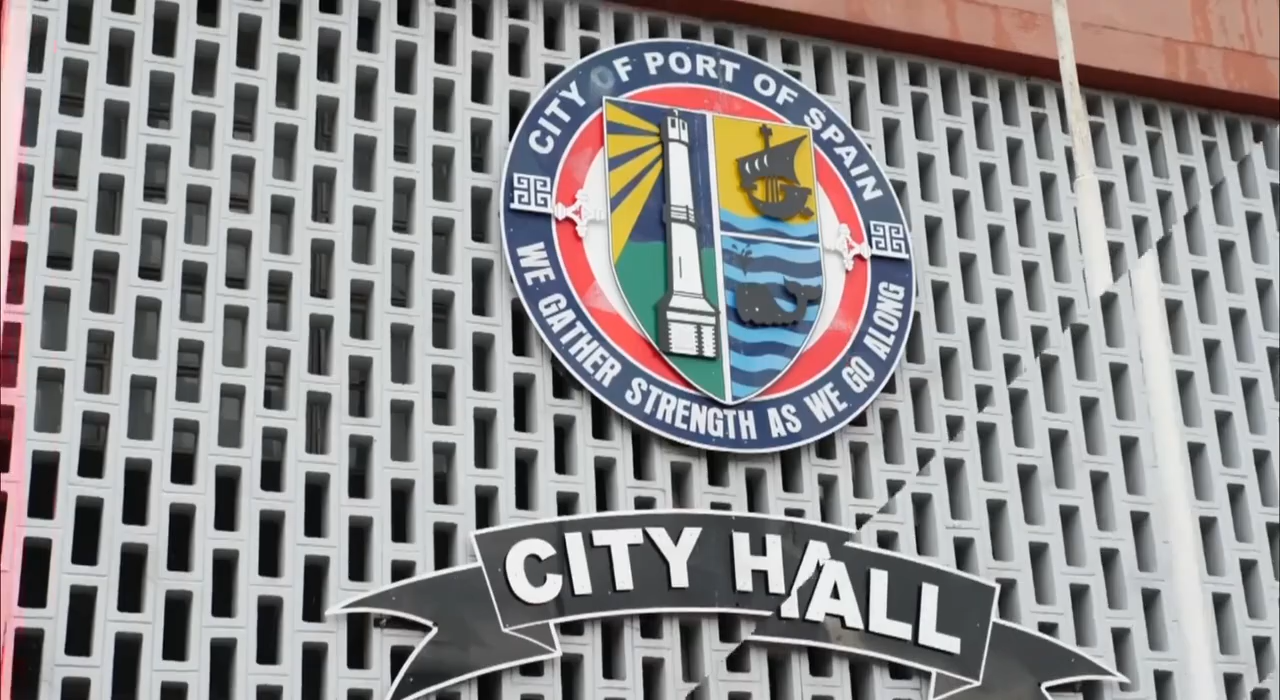 CITY OF PORT OF SPAIN
WE GATHER STRENGTH AS WE GO ALONG
CITY HALL